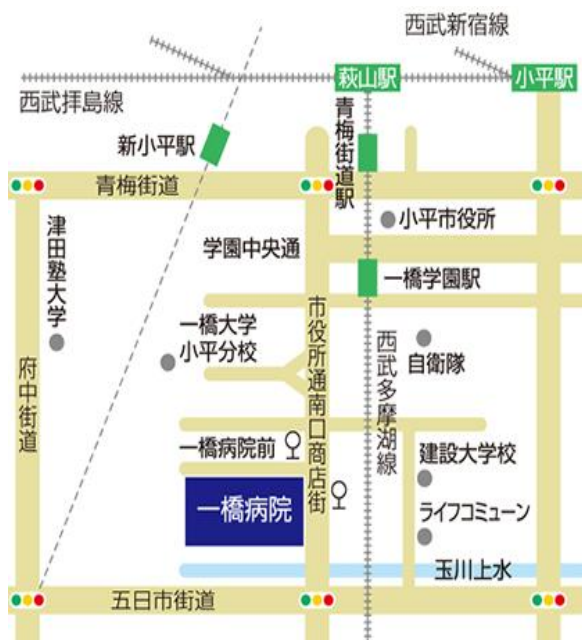 西武新宿線
萩山駅
小平駅
西武拝島線
新小平駅
青梅街道駅
青梅街道
小平市役所
津田塾大学
学園中央通
一橋学園駅
一橋大学
小平分校
市役所通南口商店街
西武多摩湖線
自衛隊
府中街道
一橋病院前
建設大学校
一橋病院
ライフコミューン
玉川上水
五日市街道